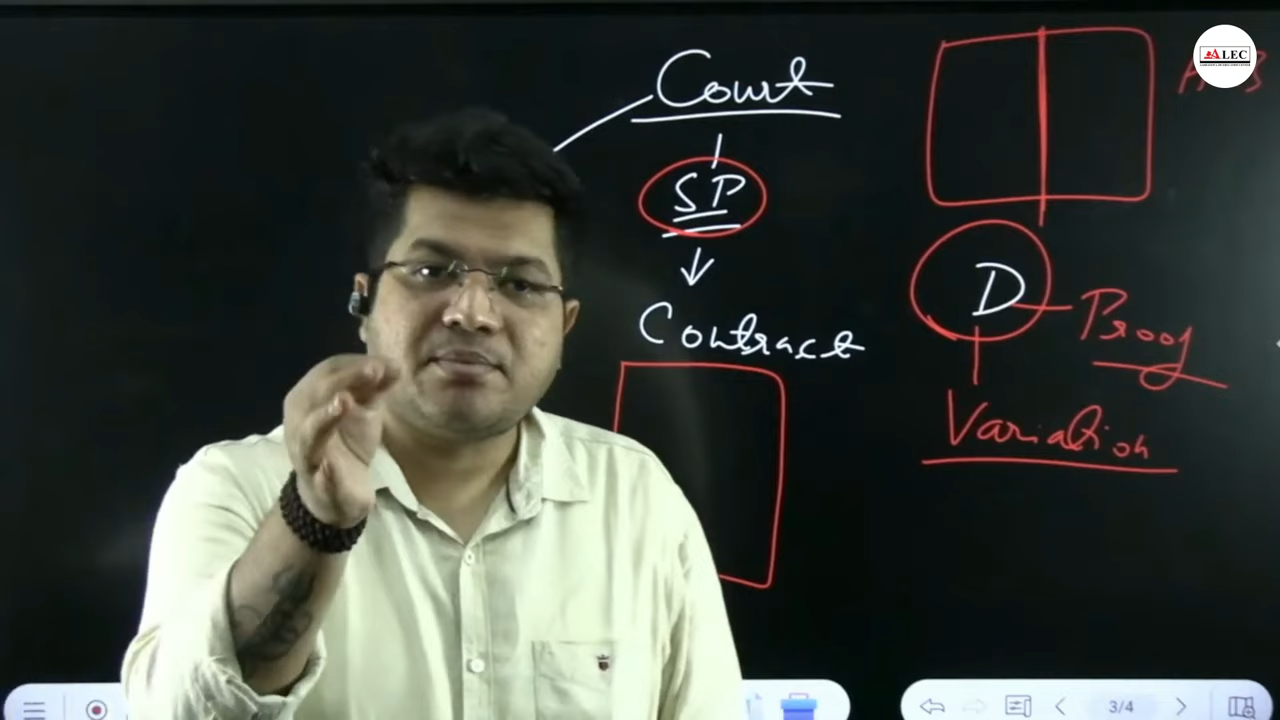 Court
SP
Contract
D
Proof
Variation
ALEC
3/4